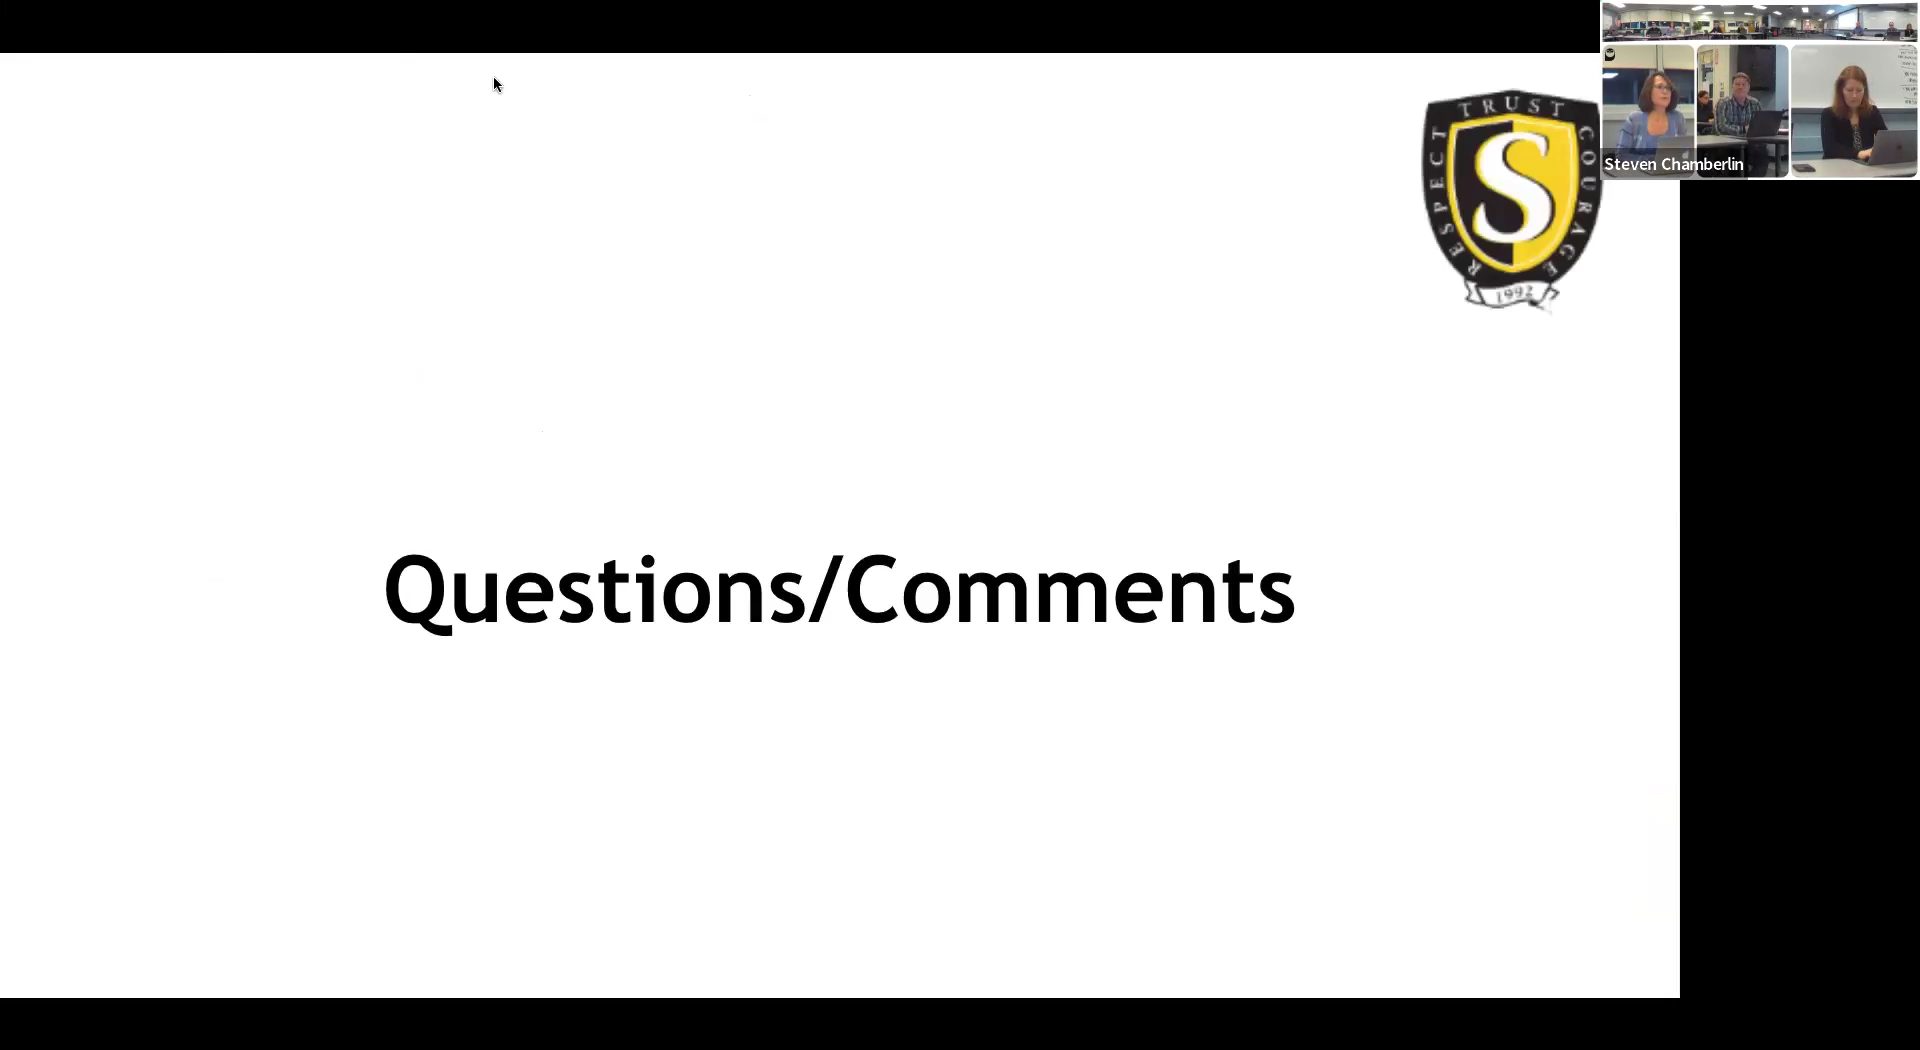 TRUST
RESPECT
COURAGE
S
1992
Steven Chamberlin
Questions/Comments